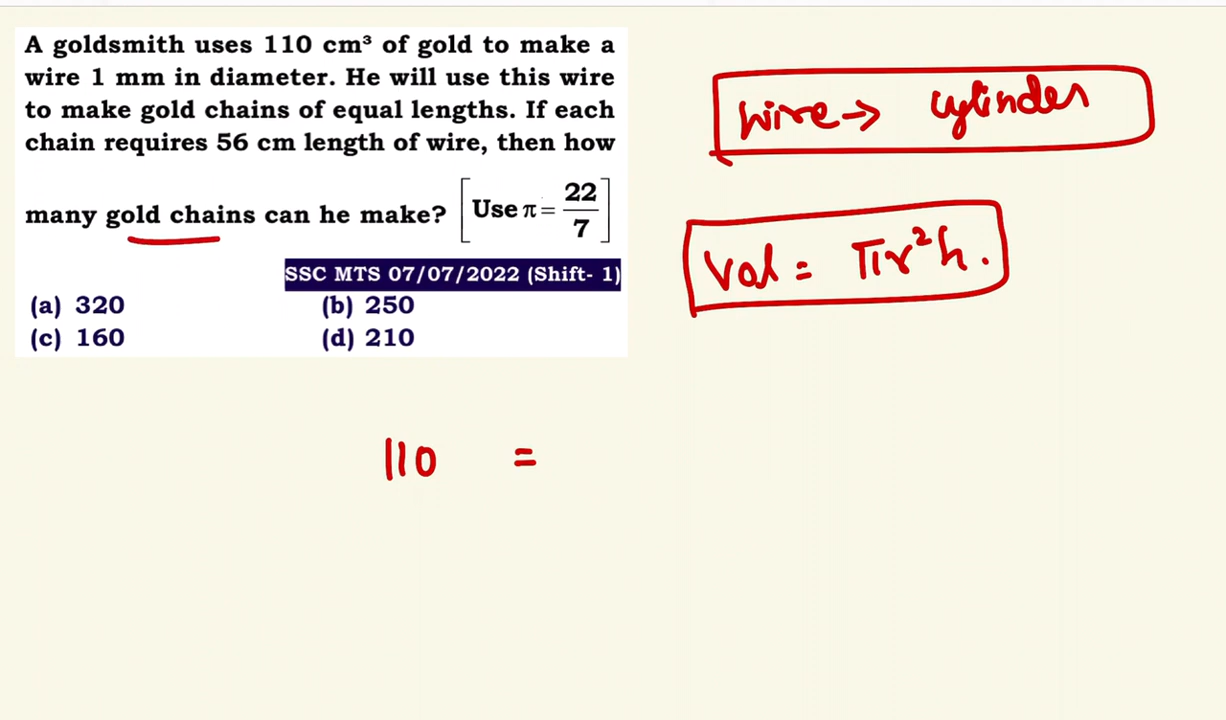 A goldsmith uses 110 cm³ of gold to make a
wire 1 mm in diameter. He will use this wire
to make gold chains of equal lengths. If each
chain requires 56 cm length of wire, then how
many gold chains can he make? [Use π = 22/7]
SSC MTS 07/07/2022 (Shift- 1)
(a) 320 (b) 250
(c) 160 (d) 210
wire → cylinder
Vol = πr²h.
110 =